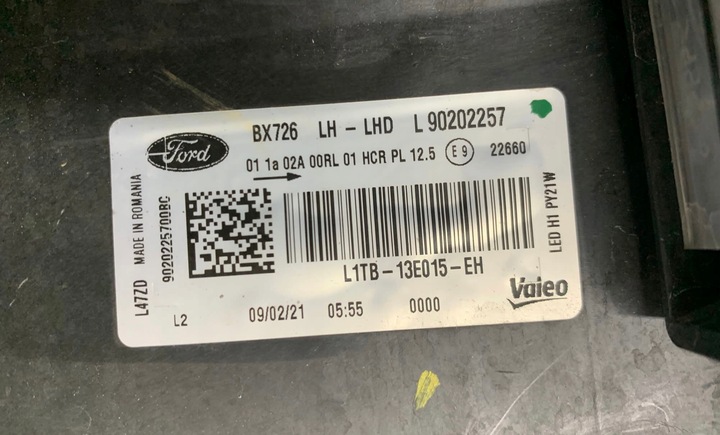 BX726 LH - LHD L 90202257
Ford
01 1a 02A 00RL 01 HCR PL 12.5 E9 22660
L47ZD MADE IN ROMANIA
9020225700BC
LED H1 PY21W
L1TB-13E015-EH
Valeo
L2 09/02/21 05:55 0000